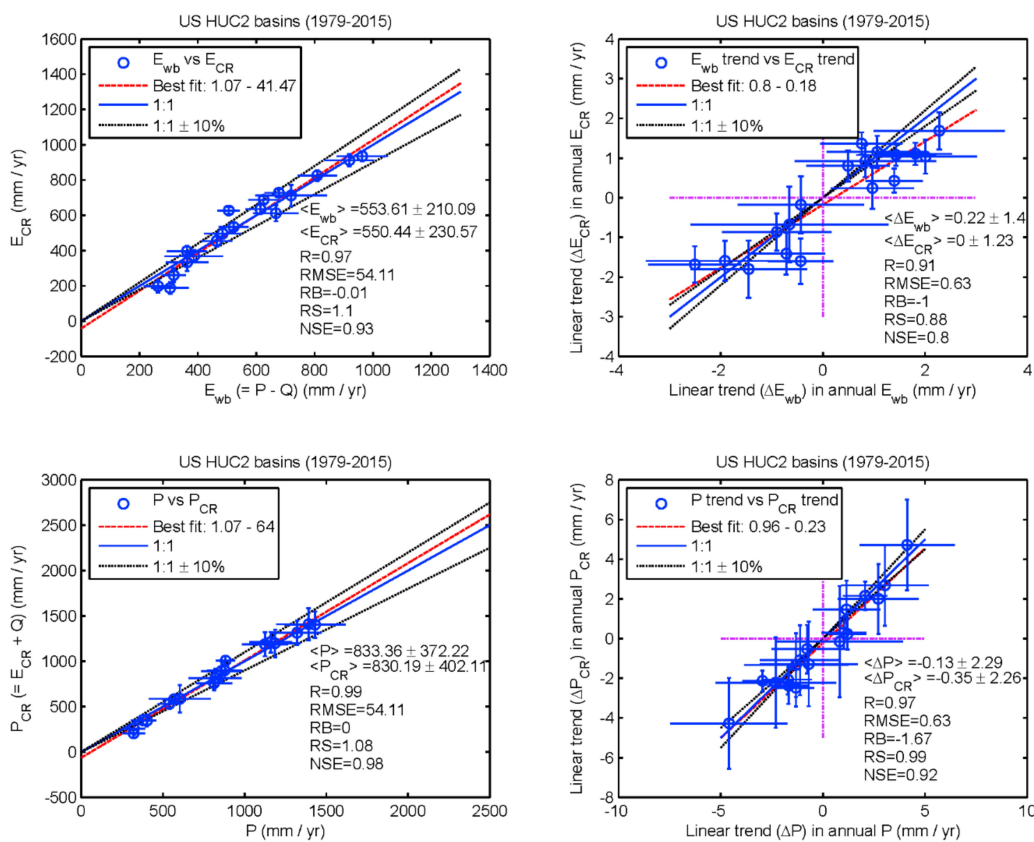 US HUC2 basins (1979-2015)
1600
1400
1200
1000
800
600
400
200
0
-200
E_CR (mm / yr)
E_wb vs E_CR
Best fit: 1.07 - 41.47
1:1
1:1 ± 10%
<E_wb> =553.61 ± 210.09
<E_CR> =550.44 ± 230.57
R=0.97
RMSE=54.11
RB=-0.01
RS=1.1
NSE=0.93
0 200 400 600 800 1000 1200 1400
E_wb (= P - Q) (mm / yr)
US HUC2 basins (1979-2015)
4
3
2
1
0
-1
-2
-3
-4
Linear trend (ΔE_CR) in annual E_CR (mm / yr)
E_wb trend vs E_CR trend
Best fit: 0.8 - 0.18
1:1
1:1 ± 10%
<ΔE_wb> =0.22 ± 1.4
<ΔE_CR> =0 ± 1.23
R=0.91
RMSE=0.63
RB=-1
RS=0.88
NSE=0.8
-4 -2 0 2 4
Linear trend (ΔE_wb) in annual E_wb (mm / yr)
US HUC2 basins (1979-2015)
3000
2500
2000
1500
1000
500
0
-500
P_CR (= E_CR + Q) (mm / yr)
P vs P_CR
Best fit: 1.07 - 64
1:1
1:1 ± 10%
<P> =833.36 ± 372.22
<P_CR> =830.19 ± 402.11
R=0.99
RMSE=54.11
RB=0
RS=1.08
NSE=0.98
0 500 1000 1500 2000 2500
P (mm / yr)
US HUC2 basins (1979-2015)
8
6
4
2
0
-2
-4
-6
-8
Linear trend (ΔP_CR) in annual P_CR (mm / yr)
P trend vs P_CR trend
Best fit: 0.96 - 0.23
1:1
1:1 ± 10%
<ΔP> =-0.13 ± 2.29
<ΔP_CR> =-0.35 ± 2.26
R=0.97
RMSE=0.63
RB=-1.67
RS=0.99
NSE=0.92
-10 -5 0 5 10
Linear trend (ΔP) in annual P (mm / yr)